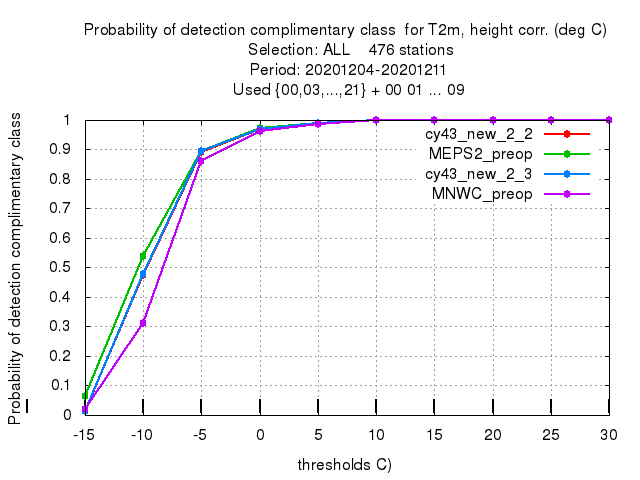 Probability of detection complimentary class  for T2m, height corr. (deg C)
Selection: ALL    476 stations
Period: 20201204-20201211
Used {00,03,...,21} + 00 01 ... 09
Probability of detection complimentary class
1
0.9
0.8
0.7
0.6
0.5
0.4
0.3
0.2
0.1
0
cy43_new_2_2
MEPS2_preop
cy43_new_2_3
MNWC_preop
-15 -10 -5 0 5 10 15 20 25 30
thresholds C)